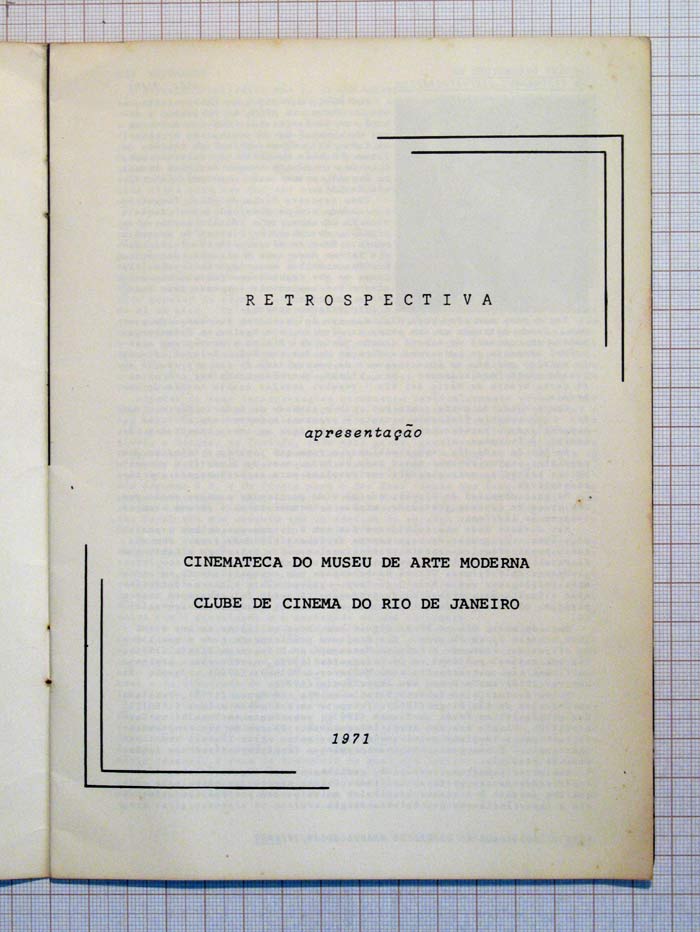 RETROSPECTIVA
apresentação
CINEMATECA DO MUSEU DE ARTE MODERNA
CLUBE DE CINEMA DO RIO DE JANEIRO
1971